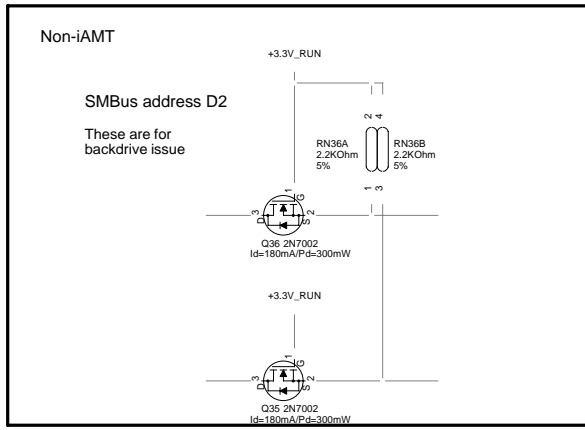 Non-iAMT
+3.3V_RUN
SMBus address D2
These are for
backdrive issue
2 4
RN36A
2.2KOhm
5%
RN36B
2.2KOhm
5%
1 3
1
G
3 D
S 2
Q36 2N7002
Id=180mA/Pd=300mW
+3.3V_RUN
1
G
3 D
S 2
Q35 2N7002
Id=180mA/Pd=300mW